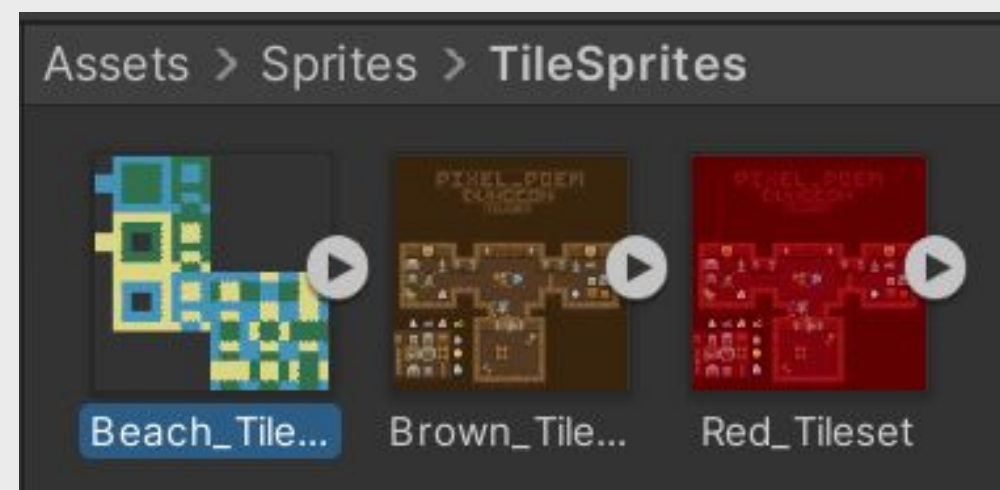 Assets > Sprites > TileSprites
PIXEL_POEM
DUNGEON
PIXEL_POEM
DUNGEON
Beach_Tile...
Brown_Tile...
Red_Tileset